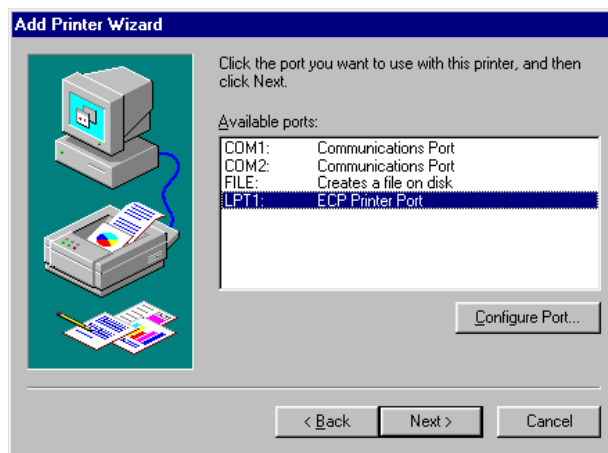 Add Printer Wizard
Click the port you want to use with this printer, and then
click Next.
Available ports:
COM1: Communications Port
COM2: Communications Port
FILE: Creates a file on disk
LPT1: ECP Printer Port
Configure Port...
< Back Next > Cancel